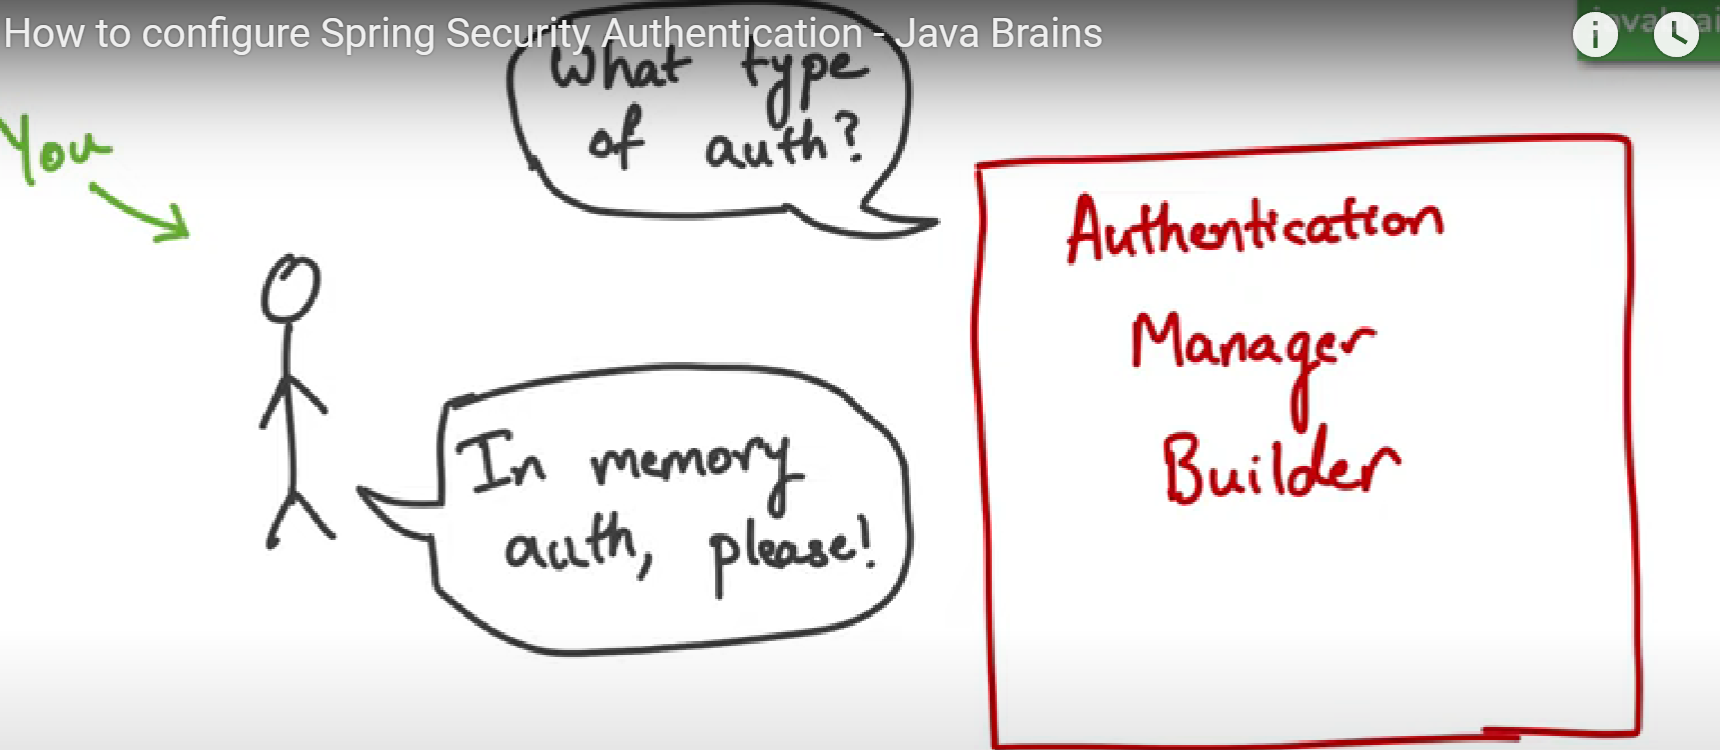 How to configure Spring Security Authentication - Java Brains
What type
of auth?
You
Authentication
Manager
Builder
In memory
auth, please!